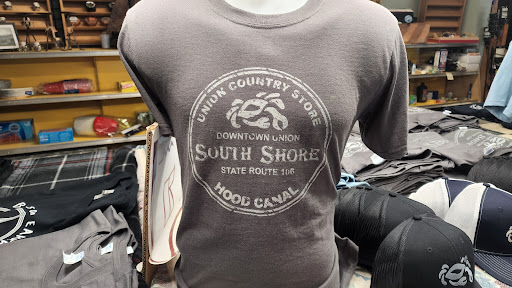 UNION COUNTRY STORE
DOWNTOWN UNION
SOUTH SHORE
STATE ROUTE 106
HOOD CANAL